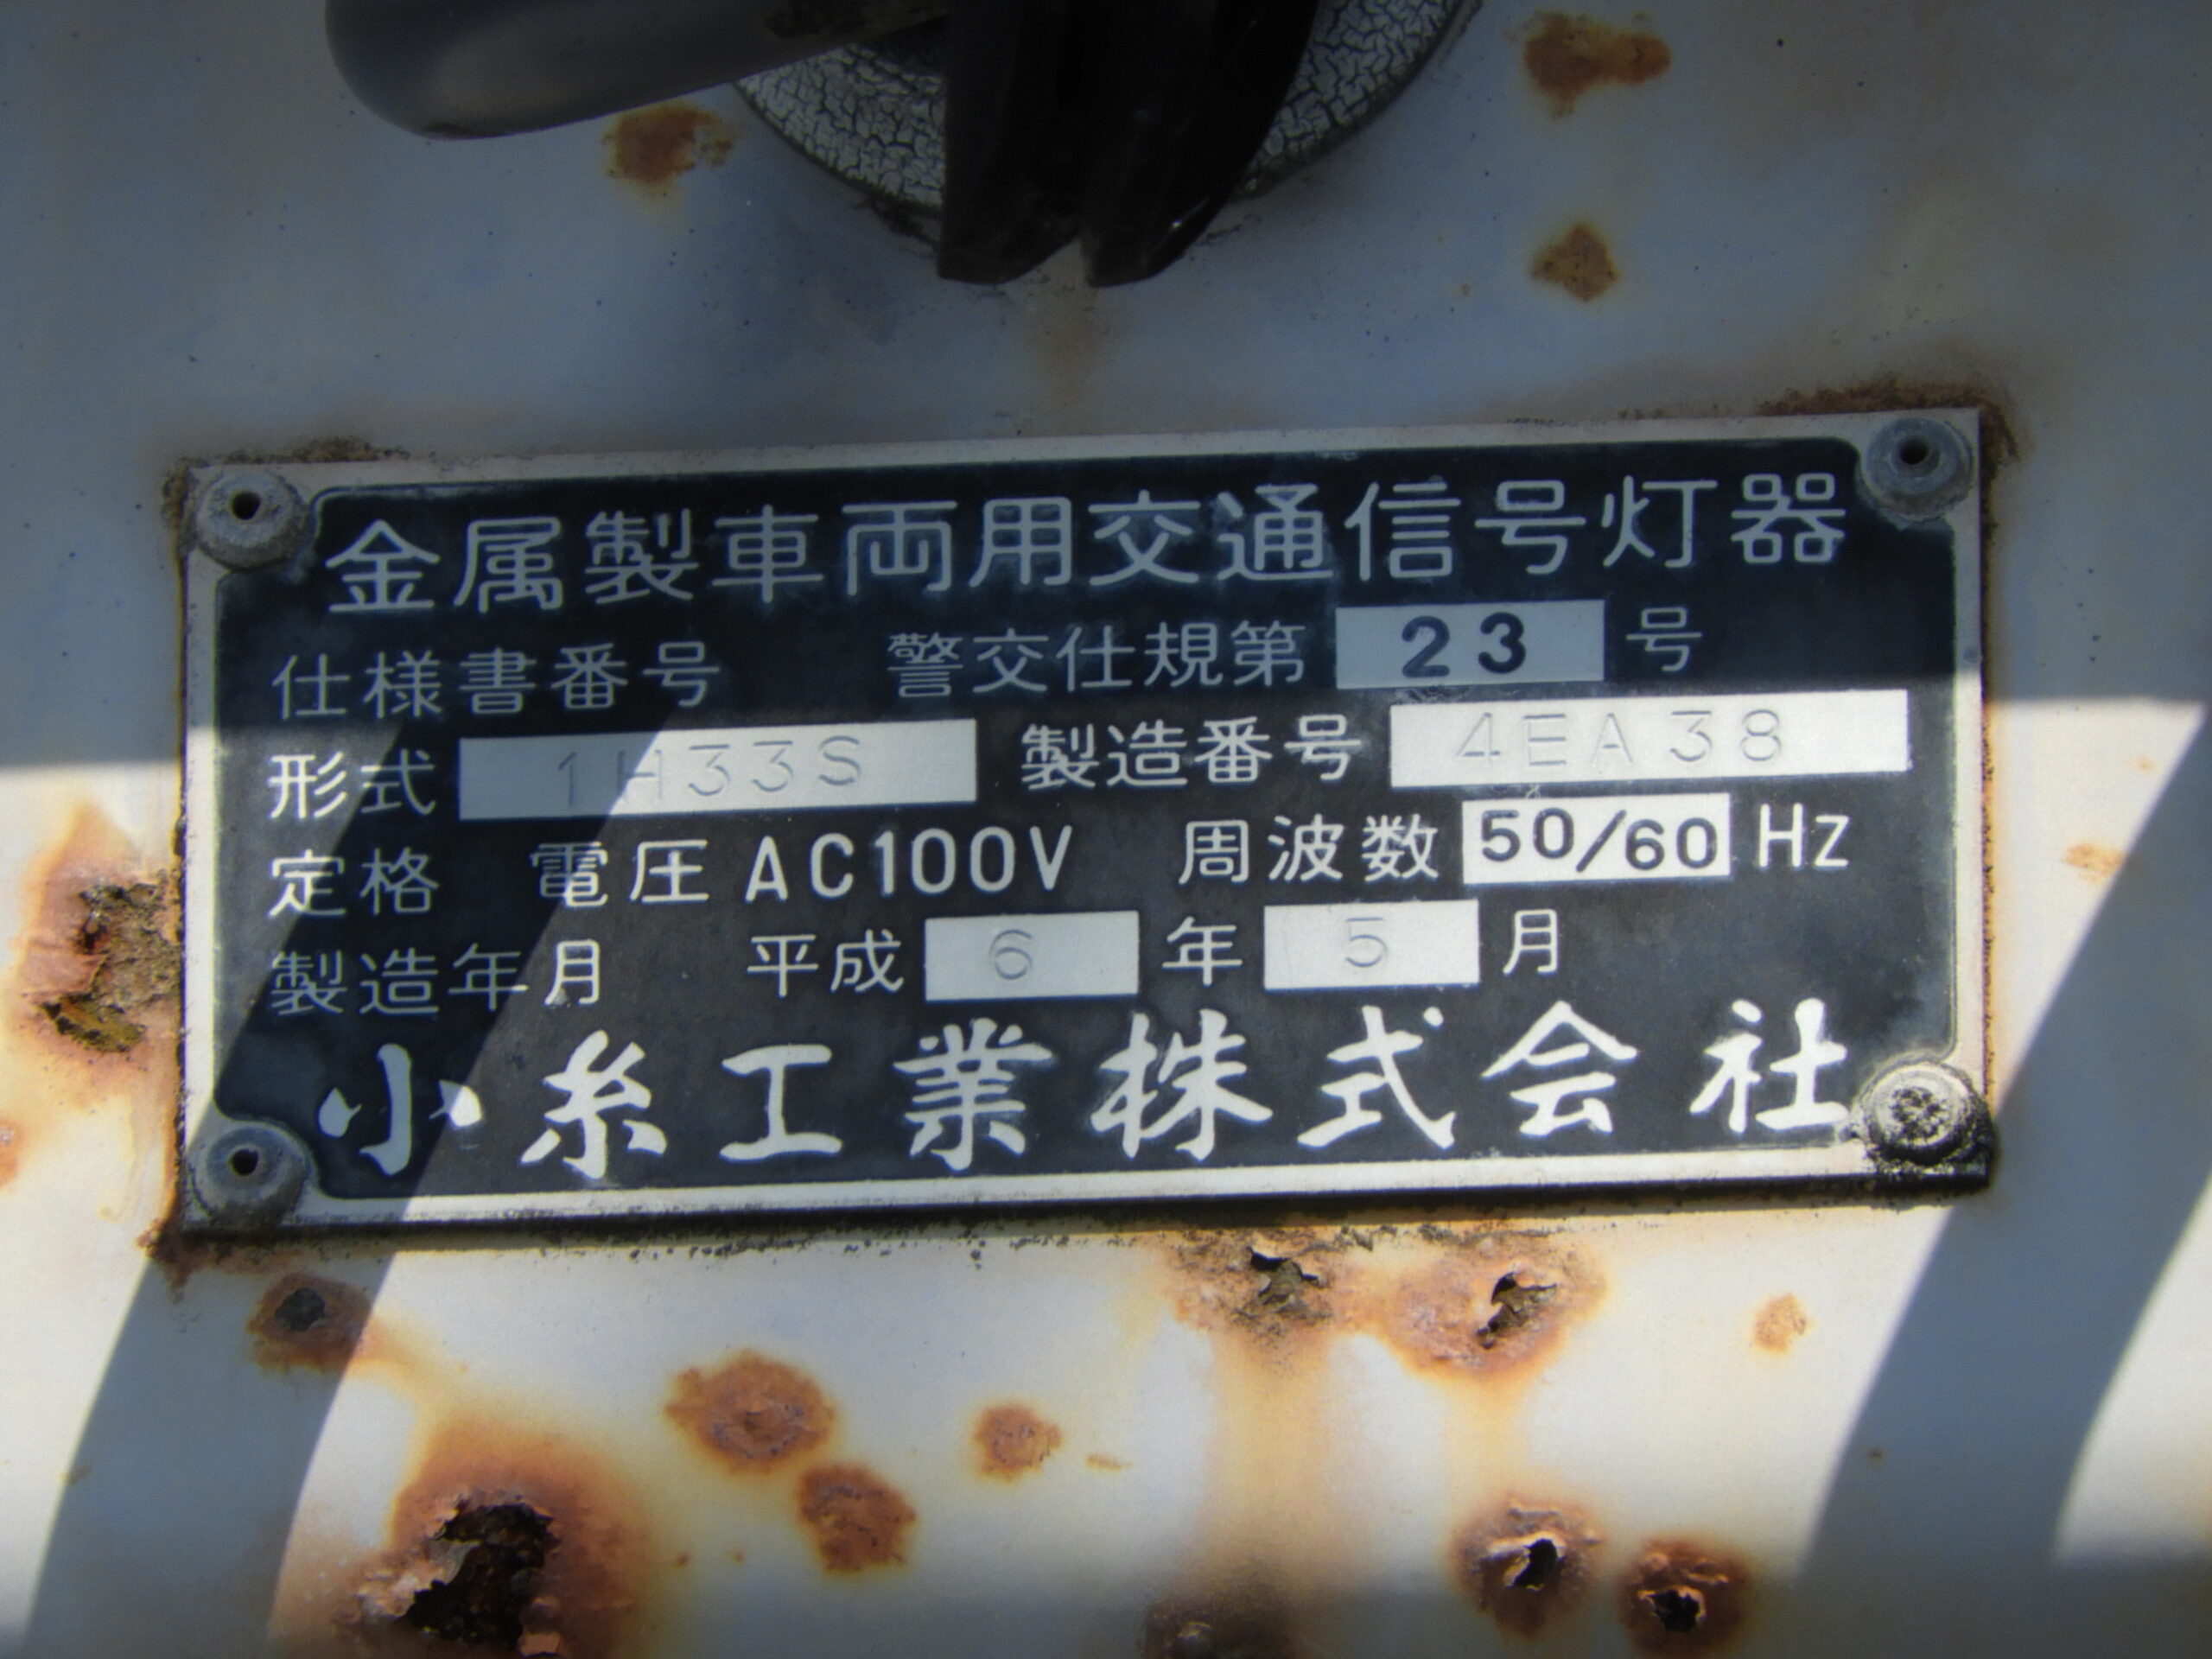 金属製車両用交通信号灯器
仕様書番号 警交仕規第 23 号
形式 1H33S 製造番号 4EA38
定格 電圧 AC100V 周波数 50/60 Hz
製造年月 平成 6 年 5 月
小糸工業株式会社